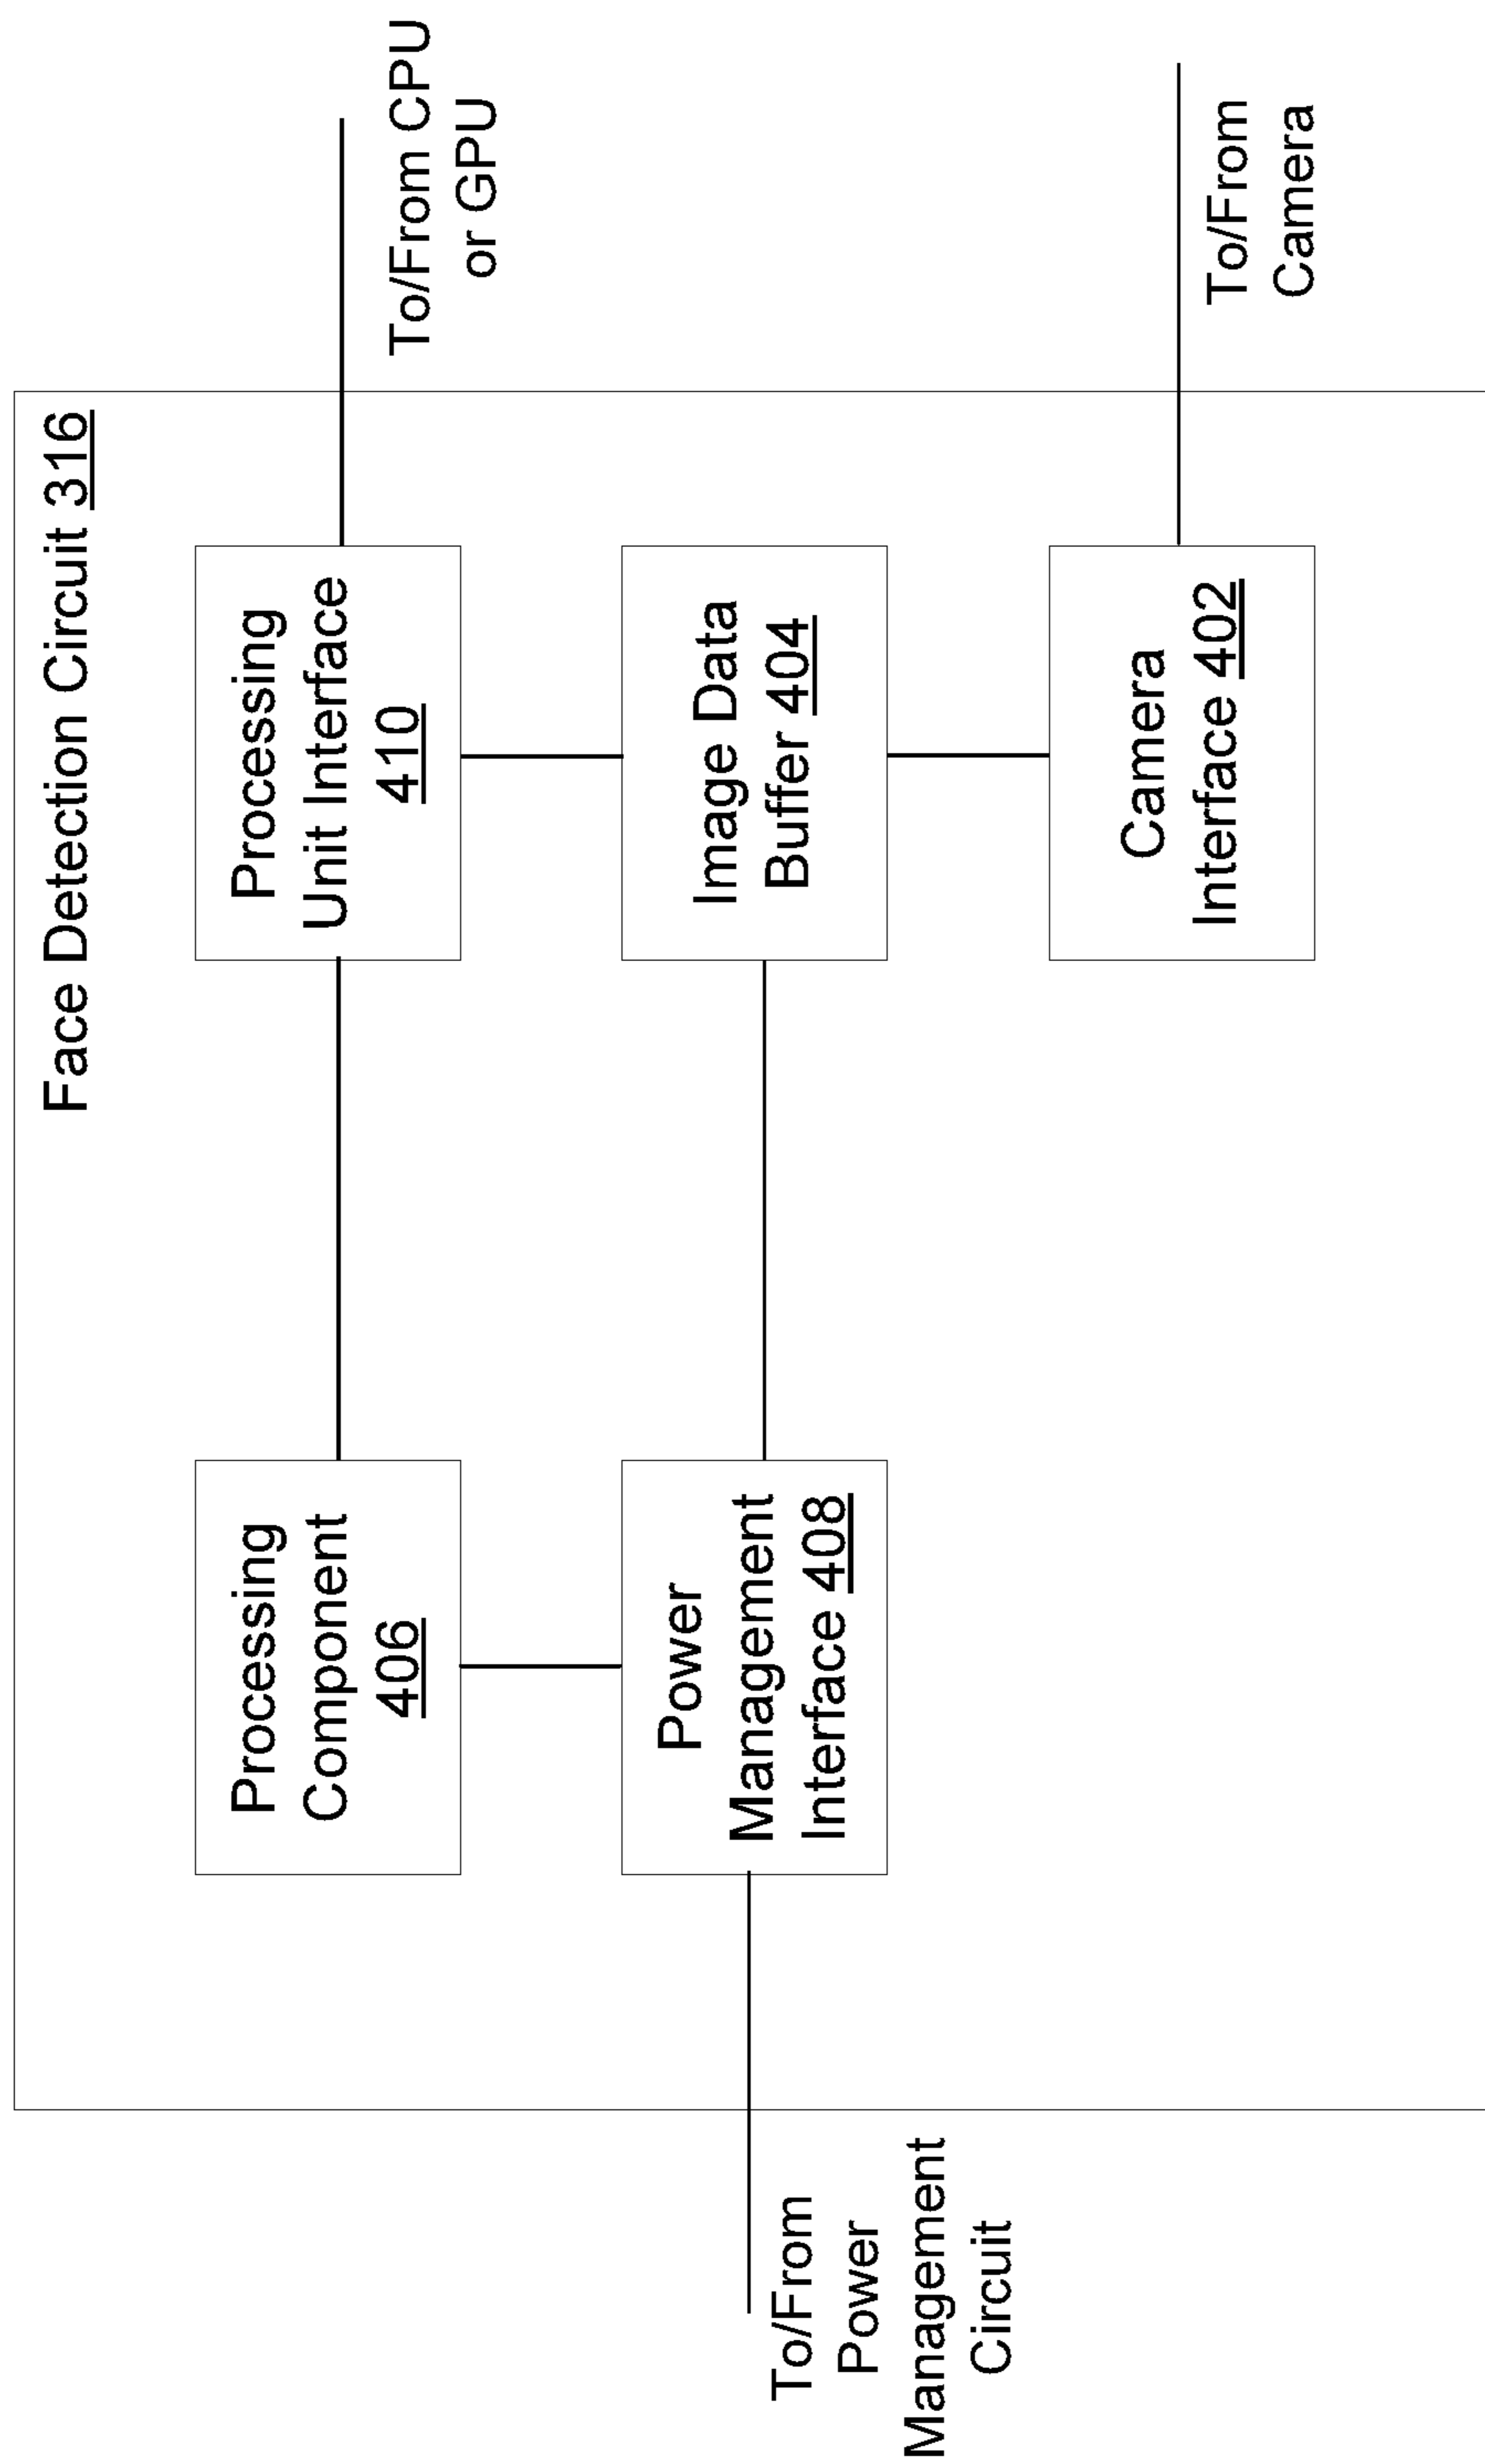 Face Detection Circuit 316
Processing
Component
406
Processing
Unit Interface
410
To/From CPU
or GPU
Power
Management
Interface 408
Image Data
Buffer 404
To/From
Power
Management
Circuit
Camera
Interface 402
To/From
Camera